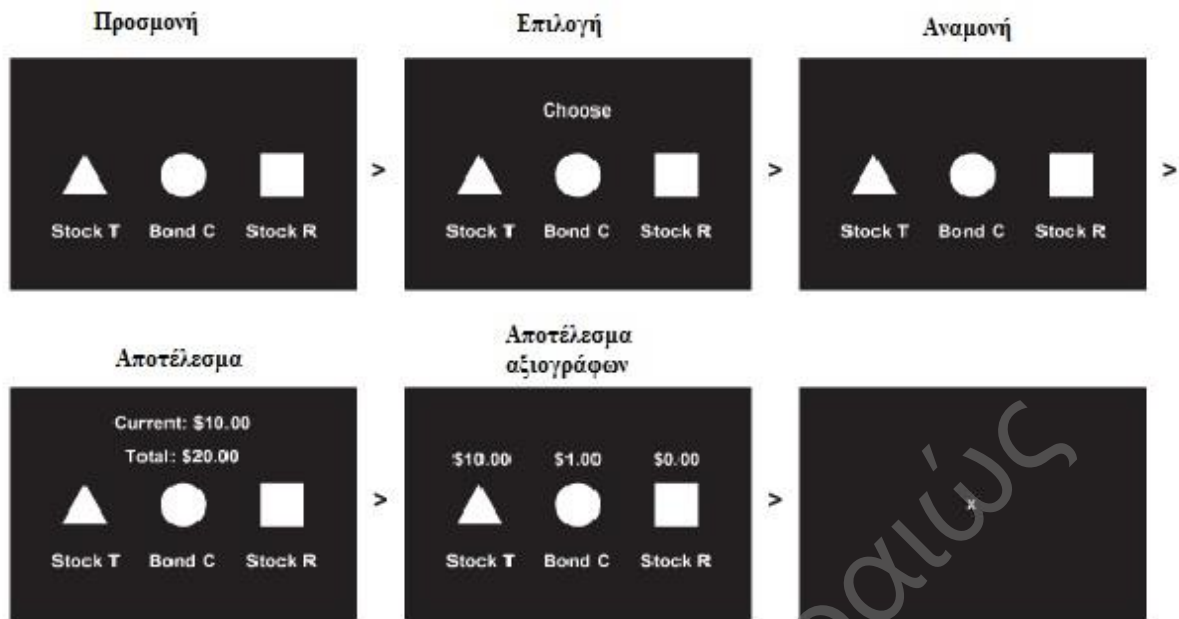 Προσμονή
Επιλογή
Αναμονή
Choose
Stock T Bond C Stock R
>
Stock T Bond C Stock R
>
Stock T Bond C Stock R
>
Αποτέλεσμα
Αποτέλεσμα
αξιογράφων
Current: $10.00
Total: $20.00
Stock T Bond C Stock R
>
$10.00 $1.00 $0.00
Stock T Bond C Stock R
>
x